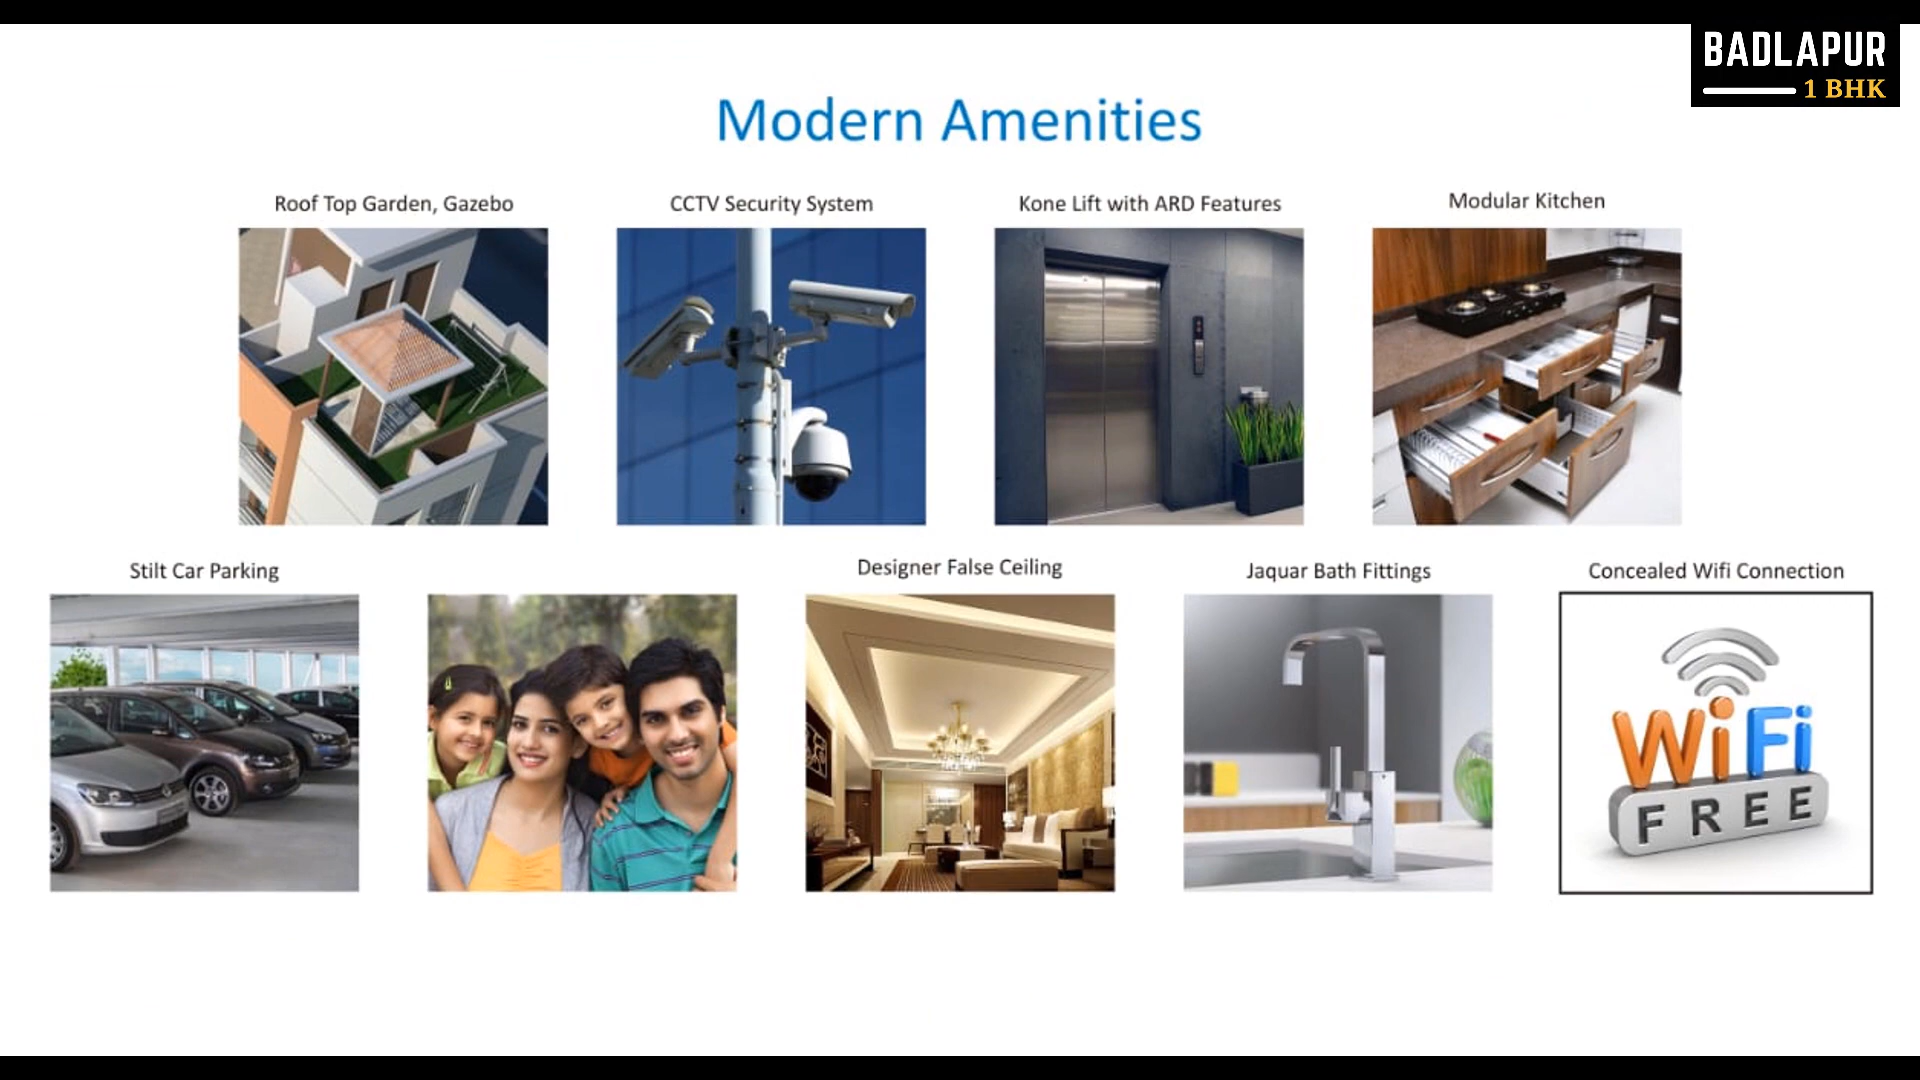 BADLAPUR
1 BHK
Modern Amenities
Roof Top Garden, Gazebo
CCTV Security System
Kone Lift with ARD Features
Modular Kitchen
Stilt Car Parking
Designer False Ceiling
Jaquar Bath Fittings
Concealed Wifi Connection
WiFi
FREE